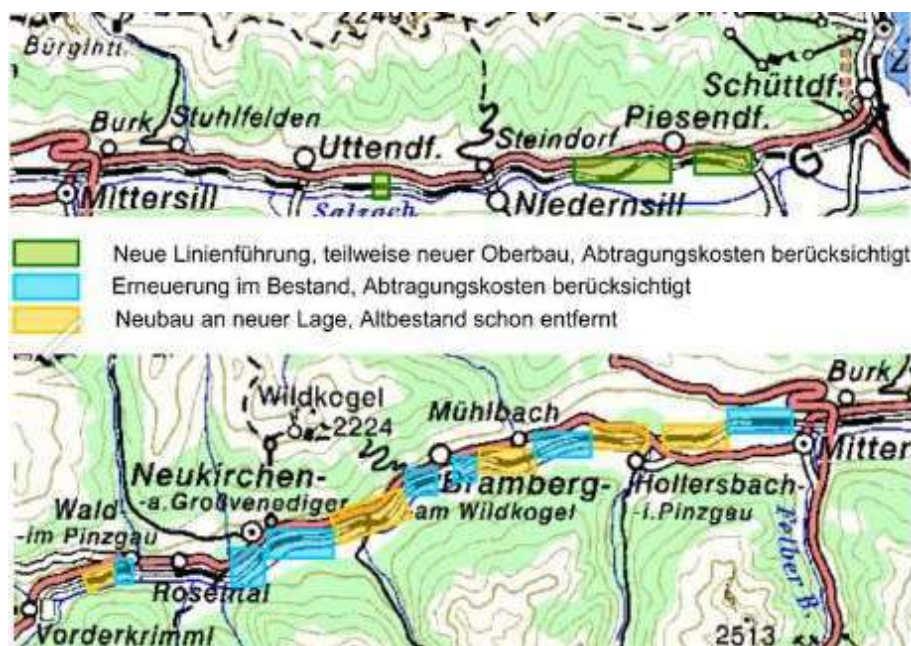 2249
Bürglhtt.
Schüttdf.
Burk
Stuhlfelden
Uttendf.
Steindorf
Piesendf.
Mittersill
Salzach
Niedernsill
Neue Linienführung, teilweise neuer Oberbau, Abtragungskosten berücksichtigt
Erneuerung im Bestand, Abtragungskosten berücksichtigt
Neubau an neuer Lage, Altbestand schon entfernt
Wildkogel
2224
Mühlbach
Burk
Mitter
Neukirchen-
-a.Großvenediger
Bramberg-
-am Wildkogel
Hollersbach-
-i.Pinzgau
Wald
-im Pinzgau
Rosental
Vorderkrimml
Felber B.
2513